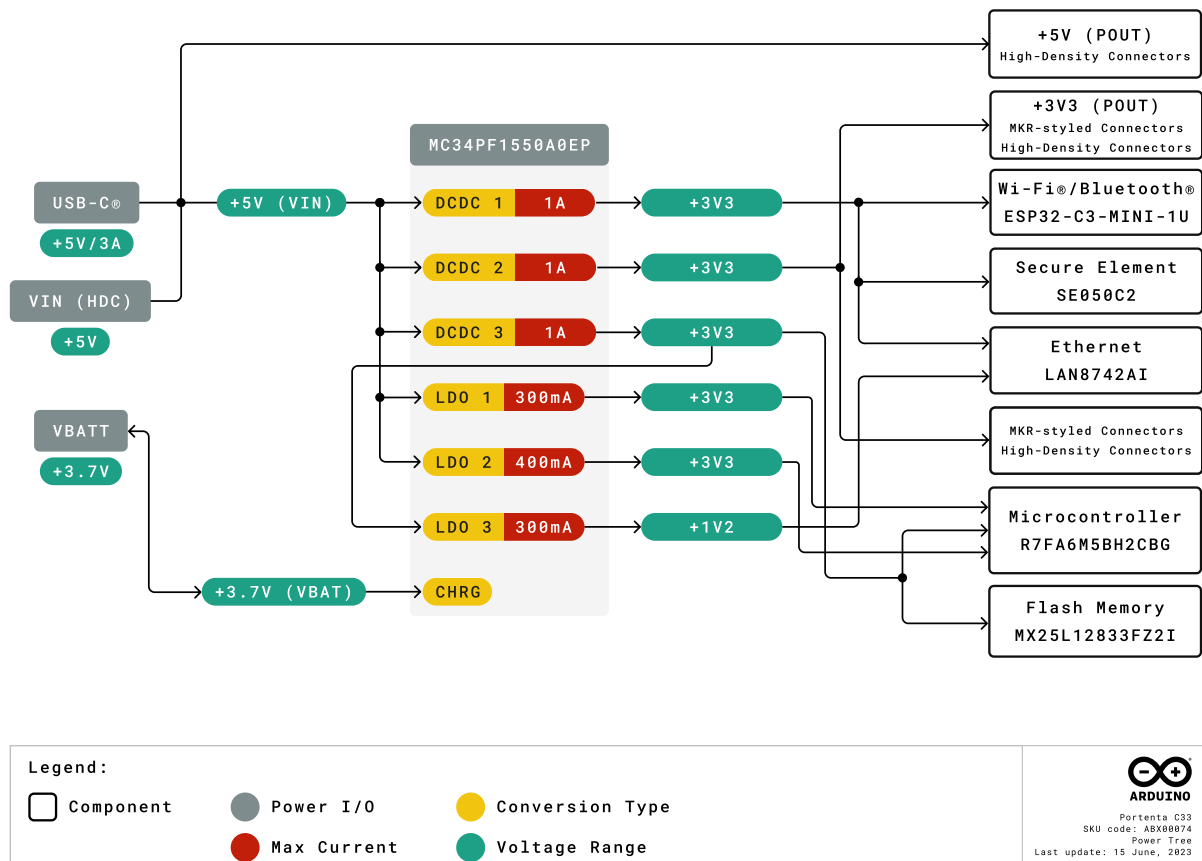 +5V (POUT)
High-Density Connectors
+3V3 (POUT)
MKR-styled Connectors
High-Density Connectors
MC34PF1550A0EP
USB-C®
+5V/3A
+5V (VIN)
DCDC 1 1A
+3V3
Wi-Fi®/Bluetooth®
ESP32-C3-MINI-1U
DCDC 2 1A
+3V3
Secure Element
SE050C2
VIN (HDC)
+5V
DCDC 3 1A
+3V3
Ethernet
LAN8742AI
LDO 1 300mA
+3V3
VBATT
+3.7V
MKR-styled Connectors
High-Density Connectors
LDO 2 400mA
+3V3
LDO 3 300mA
+1V2
Microcontroller
R7FA6M5BH2CBG
+3.7V (VBAT)
CHRG
Flash Memory
MX25L12833FZ2I
Legend:
Component
Power I/O
Conversion Type
Max Current
Voltage Range
ARDUINO
Portenta C33
SKU code: ABX00074
Power Tree
Last update: 15 June, 2023